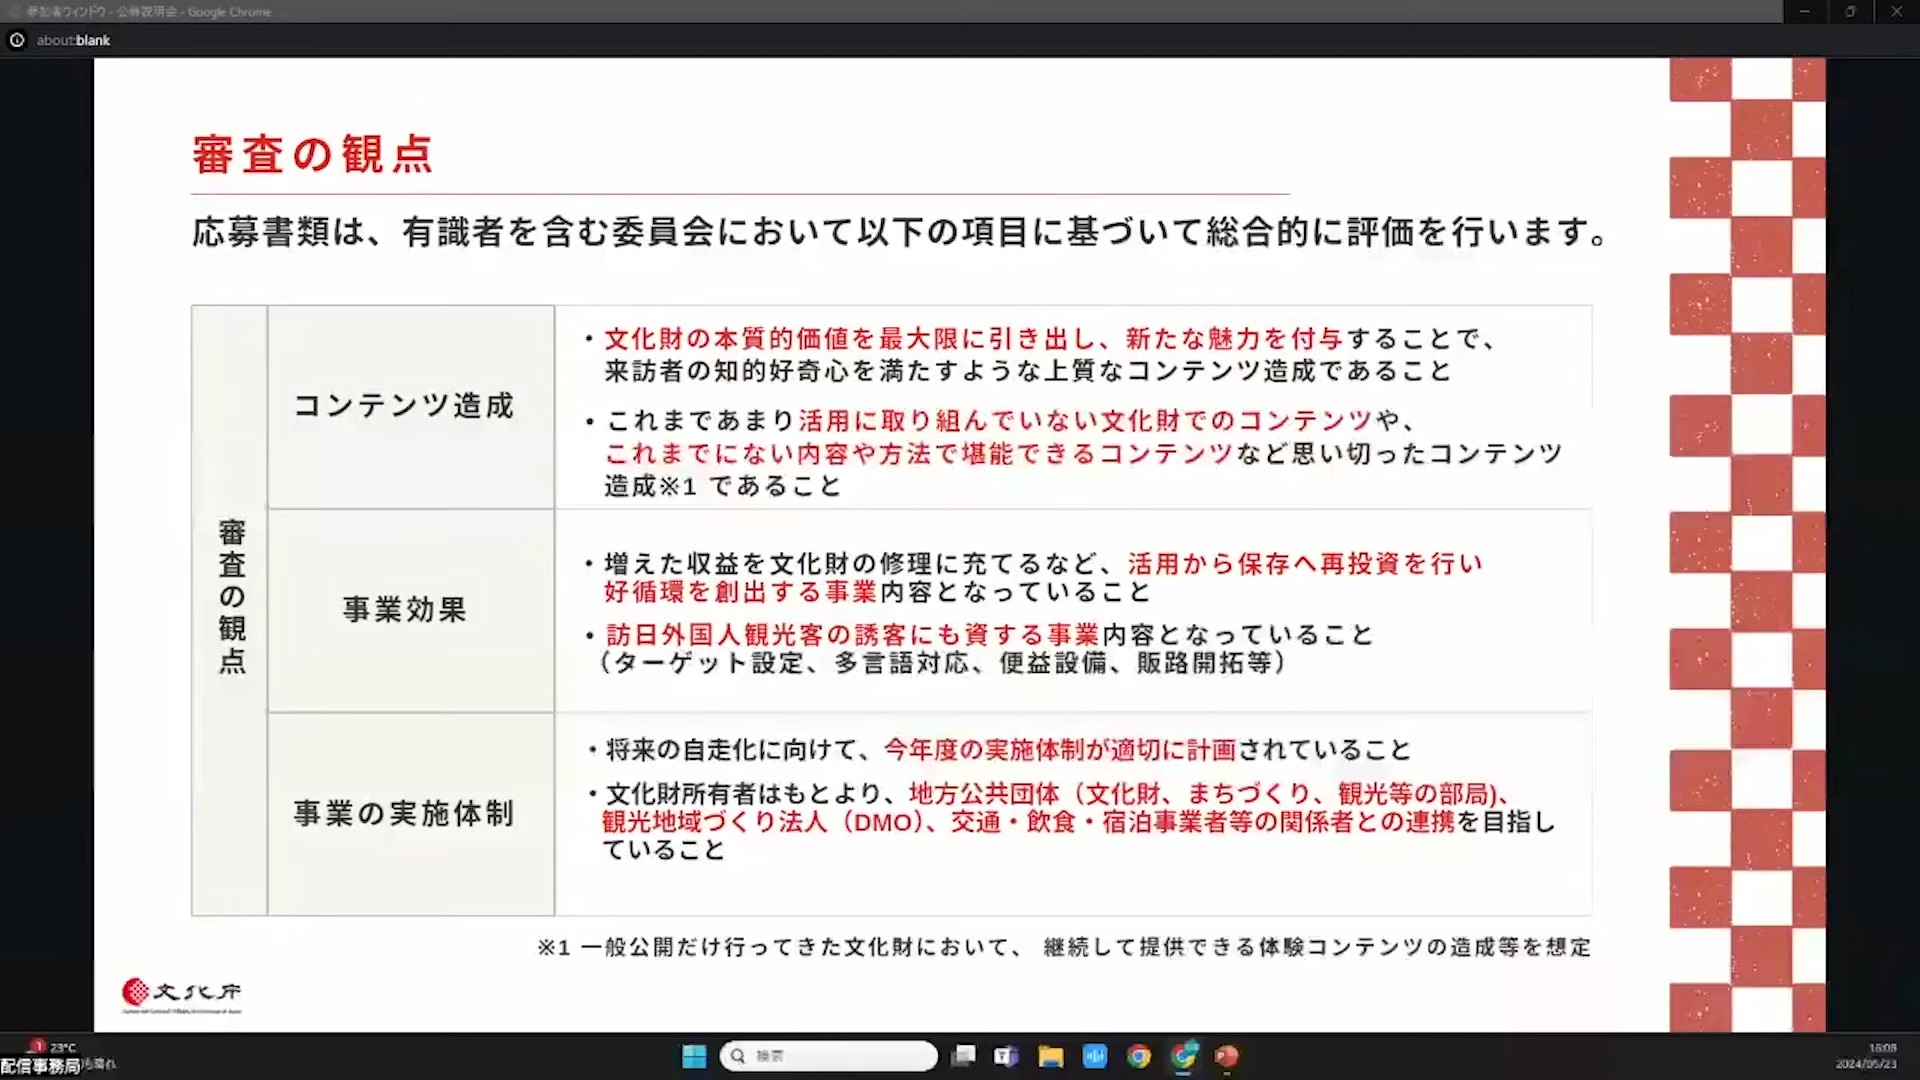 参加者ウィンドウ - 公募説明会 - Google Chrome
about:blank
審査の観点
応募書類は、有識者を含む委員会において以下の項目に基づいて総合的に評価を行います。
審査の観点
コンテンツ造成
・文化財の本質的価値を最大限に引き出し、新たな魅力を付与することで、
来訪者の知的好奇心を満たすような上質なコンテンツ造成であること
・これまであまり活用に取り組んでいない文化財でのコンテンツや、
これまでにない内容や方法で堪能できるコンテンツなど思い切ったコンテンツ
造成※1 であること
事業効果
・増えた収益を文化財の修理に充てるなど、活用から保存へ再投資を行い
好循環を創出する事業内容となっていること
・訪日外国人観光客の誘客にも資する事業内容となっていること
（ターゲット設定、多言語対応、便益設備、販路開拓等）
事業の実施体制
・将来の自走化に向けて、今年度の実施体制が適切に計画されていること
・文化財所有者はもとより、地方公共団体（文化財、まちづくり、観光等の部局)、
観光地域づくり法人（DMO）、交通・飲食・宿泊事業者等の関係者との連携を目指し
ていること
※1 一般公開だけ行ってきた文化財において、 継続して提供できる体験コンテンツの造成等を想定
文化庁
1
23°C
配信事務局
晴れ
検索
16:08
2024/05/23